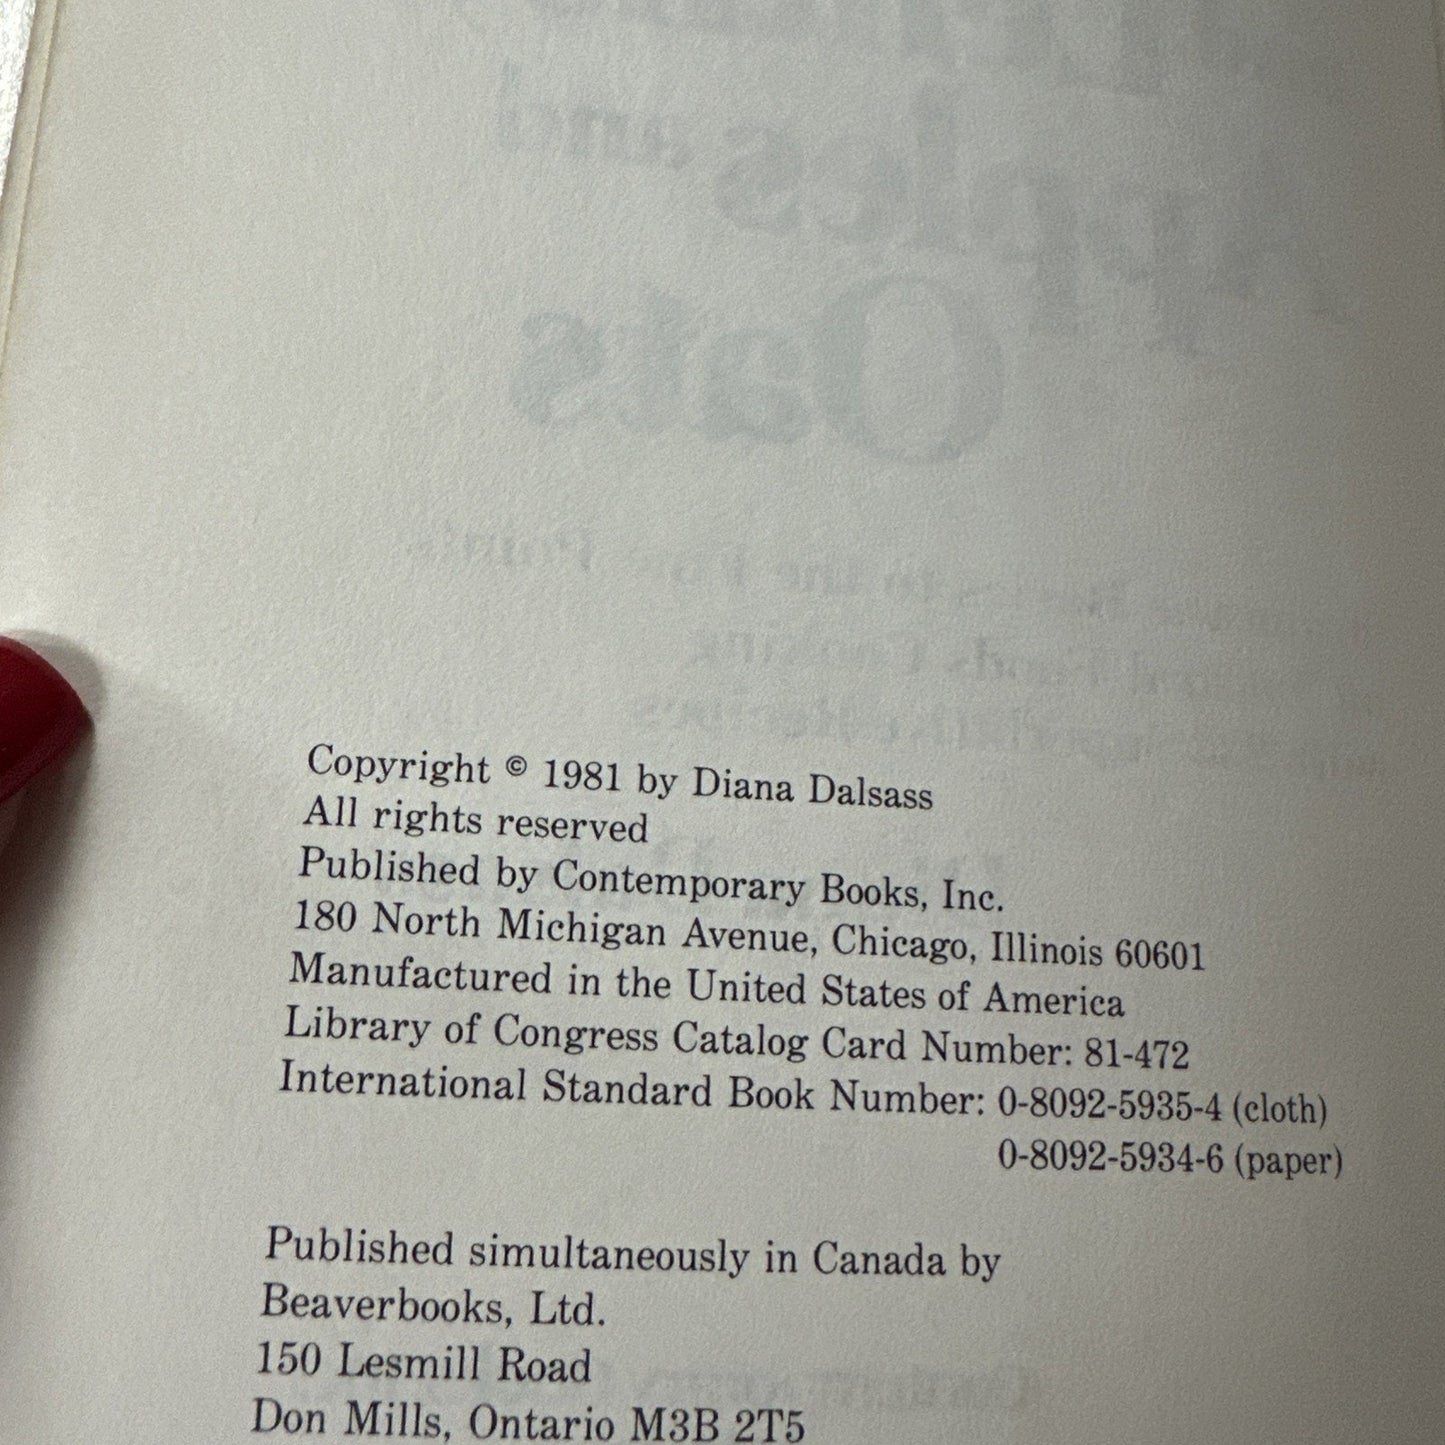 and
Apples
Oats
Copyright © 1981 by Diana Dalsass
All rights reserved
Published by Contemporary Books, Inc.
180 North Michigan Avenue, Chicago, Illinois 60601
Manufactured in the United States of America
Library of Congress Catalog Card Number: 81-472
International Standard Book Number: 0-8092-5935-4 (cloth)
0-8092-5934-6 (paper)
Published simultaneously in Canada by
Beaverbooks, Ltd.
150 Lesmill Road
Don Mills, Ontario M3B 2T5